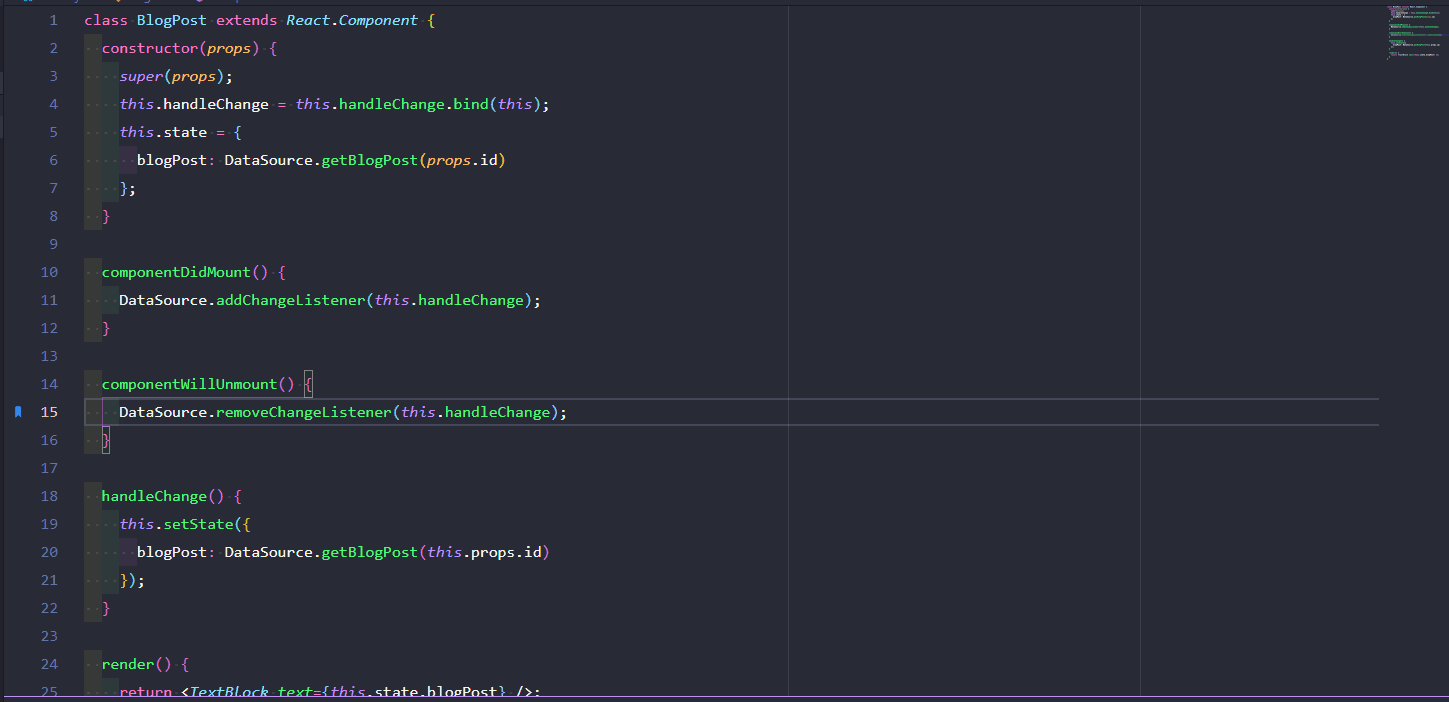 1 class BlogPost extends React.Component {
2 constructor(props) {
3 super(props);
4 this.handleChange = this.handleChange.bind(this);
5 this.state = {
6 blogPost: DataSource.getBlogPost(props.id)
7 };
8 }
9
10 componentDidMount() {
11 DataSource.addChangeListener(this.handleChange);
12 }
13
14 componentWillUnmount() {
15 DataSource.removeChangeListener(this.handleChange);
16 }
17
18 handleChange() {
19 this.setState({
20 blogPost: DataSource.getBlogPost(this.props.id)
21 });
22 }
23
24 render() {
25 return <TextBlock text={this.state.blogPost} />;